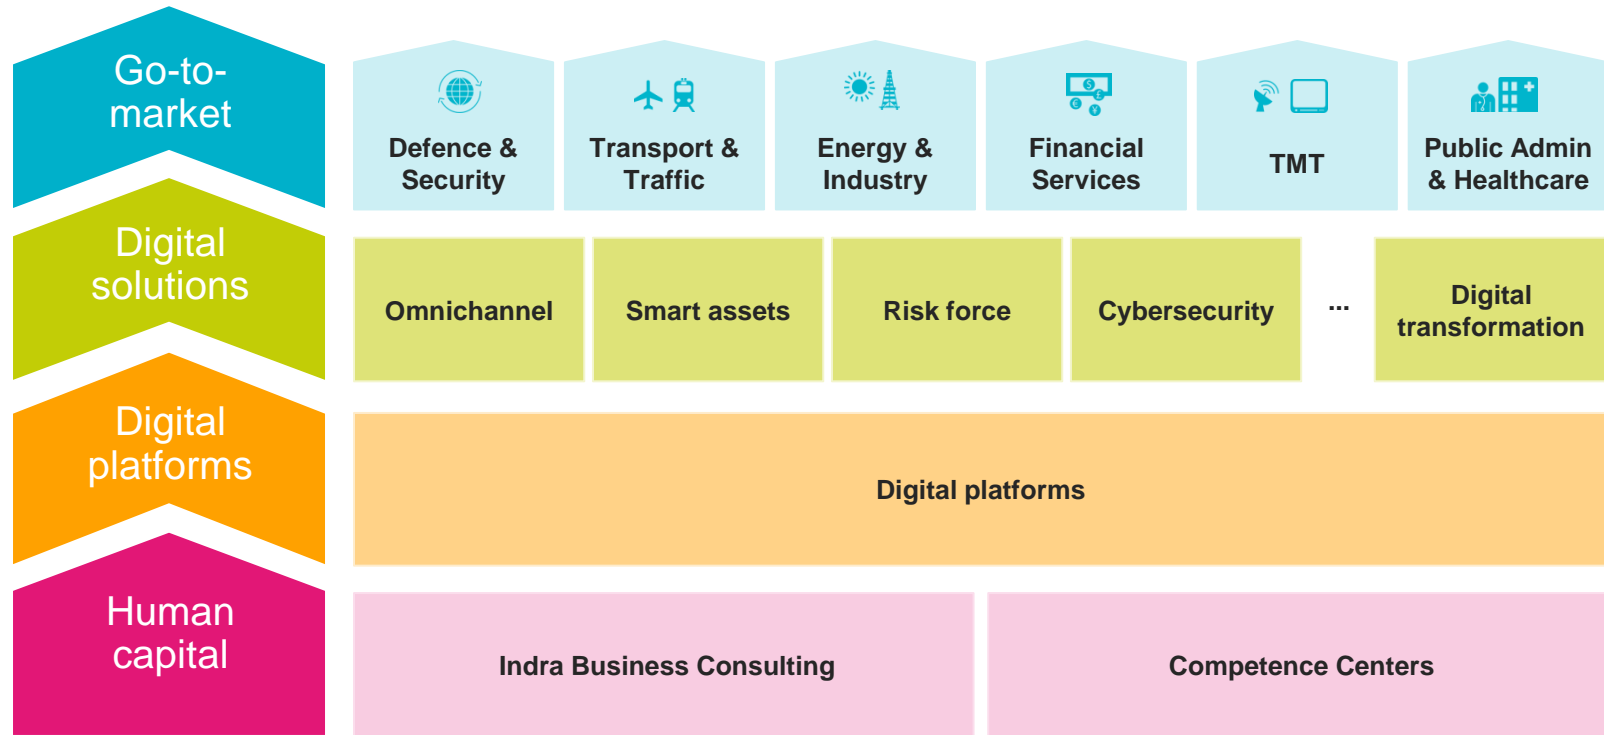 Go-to-
market
Defence &
Security
Transport &
Traffic
Energy &
Industry
Financial
Services
TMT
Public Admin
& Healthcare
Digital
solutions
Omnichannel
Smart assets
Risk force
Cybersecurity
...
Digital
transformation
Digital
platforms
Digital platforms
Human
capital
Indra Business Consulting
Competence Centers